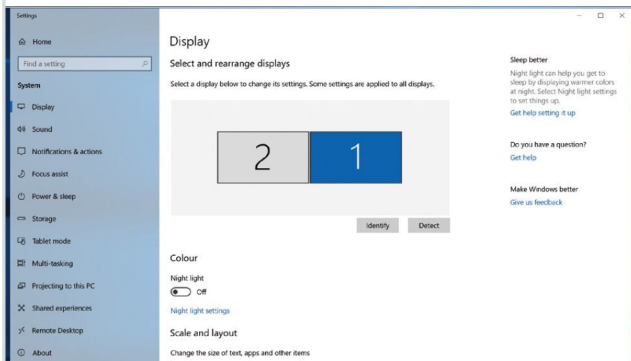 Settings
Home
Find a setting
System
Display
Sound
Notifications & actions
Focus assist
Power & sleep
Storage
Tablet mode
Multi-tasking
Projecting to this PC
Shared experiences
Remote Desktop
About
Display
Select and rearrange displays
Select a display below to change its settings. Some settings are applied to all displays.
2 1
Identify Detect
Colour
Night light
Off
Night light settings
Scale and layout
Change the size of text, apps and other items
Sleep better
Night light can help you get to
sleep by displaying warmer colors
at night. Select Night light settings
to set things up.
Get help setting it up
Do you have a question?
Get help
Make Windows better
Give us feedback